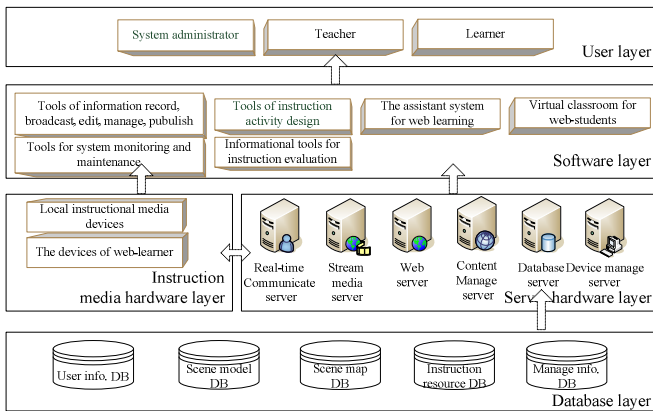 System administrator
Teacher
Learner
User layer
Tools of information record,
broadcast, edit, manage, pubulish
Tools of instruction
activity design
The assistant system
for web learning
Virtual classroom for
web-students
Tools for system monitoring and
maintenance
Informational tools for
instruction evaluation
Software layer
Local instructional media
devices
The devices of web-learner
Instruction
media hardware layer
Real-time
Communicate
server
Stream
media
server
Web
server
Content
Manage
server
Database
server
Device manage
server
Server hardware layer
User info. DB
Scene model
DB
Scene map
DB
Instruction
resource DB
Manage info. DB
Database layer